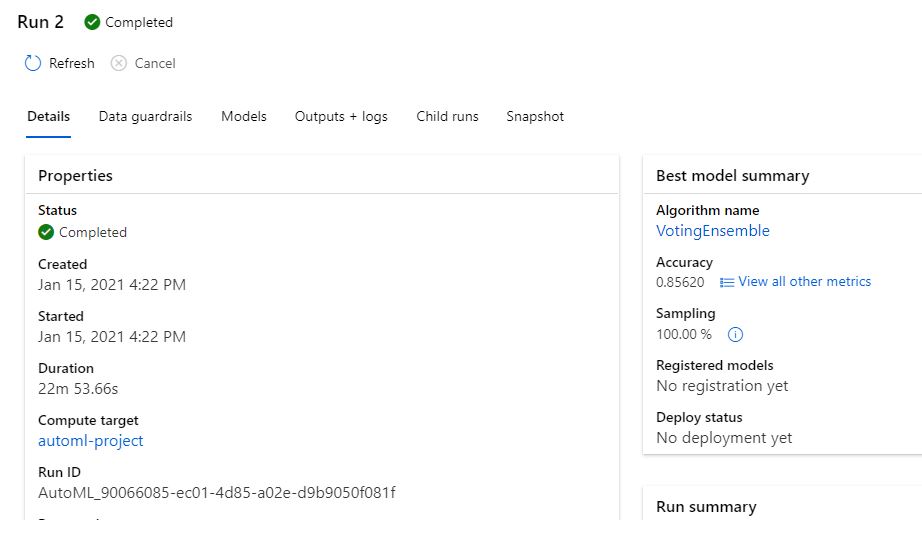 Run 2 Completed
Refresh Cancel
Details Data guardrails Models Outputs + logs Child runs Snapshot
Properties
Status
Completed
Created
Jan 15, 2021 4:22 PM
Started
Jan 15, 2021 4:22 PM
Duration
22m 53.66s
Compute target
automl-project
Run ID
AutoML_90066085-ec01-4d85-a02e-d9b9050f081f
Best model summary
Algorithm name
VotingEnsemble
Accuracy
0.85620 View all other metrics
Sampling
100.00 %
Registered models
No registration yet
Deploy status
No deployment yet
Run summary